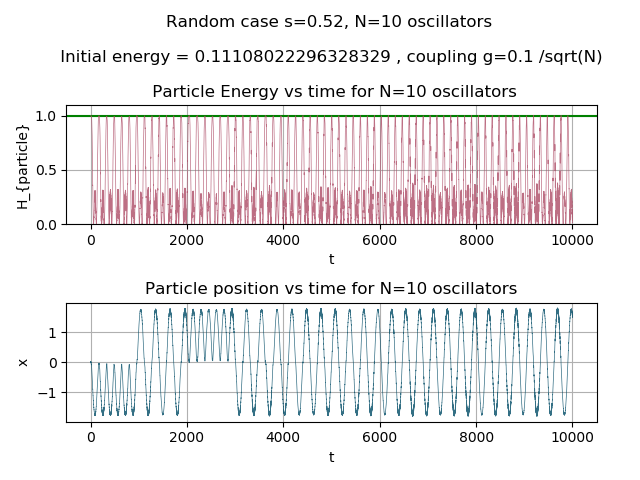 Random case s=0.52, N=10 oscillators
Initial energy = 0.11108022296328329 , coupling g=0.1 /sqrt(N)
Particle Energy vs time for N=10 oscillators
H_{particle}
1.0
0.5
0.0
0 2000 4000 6000 8000 10000
t
Particle position vs time for N=10 oscillators
x
1
0
−1
0 2000 4000 6000 8000 10000
t